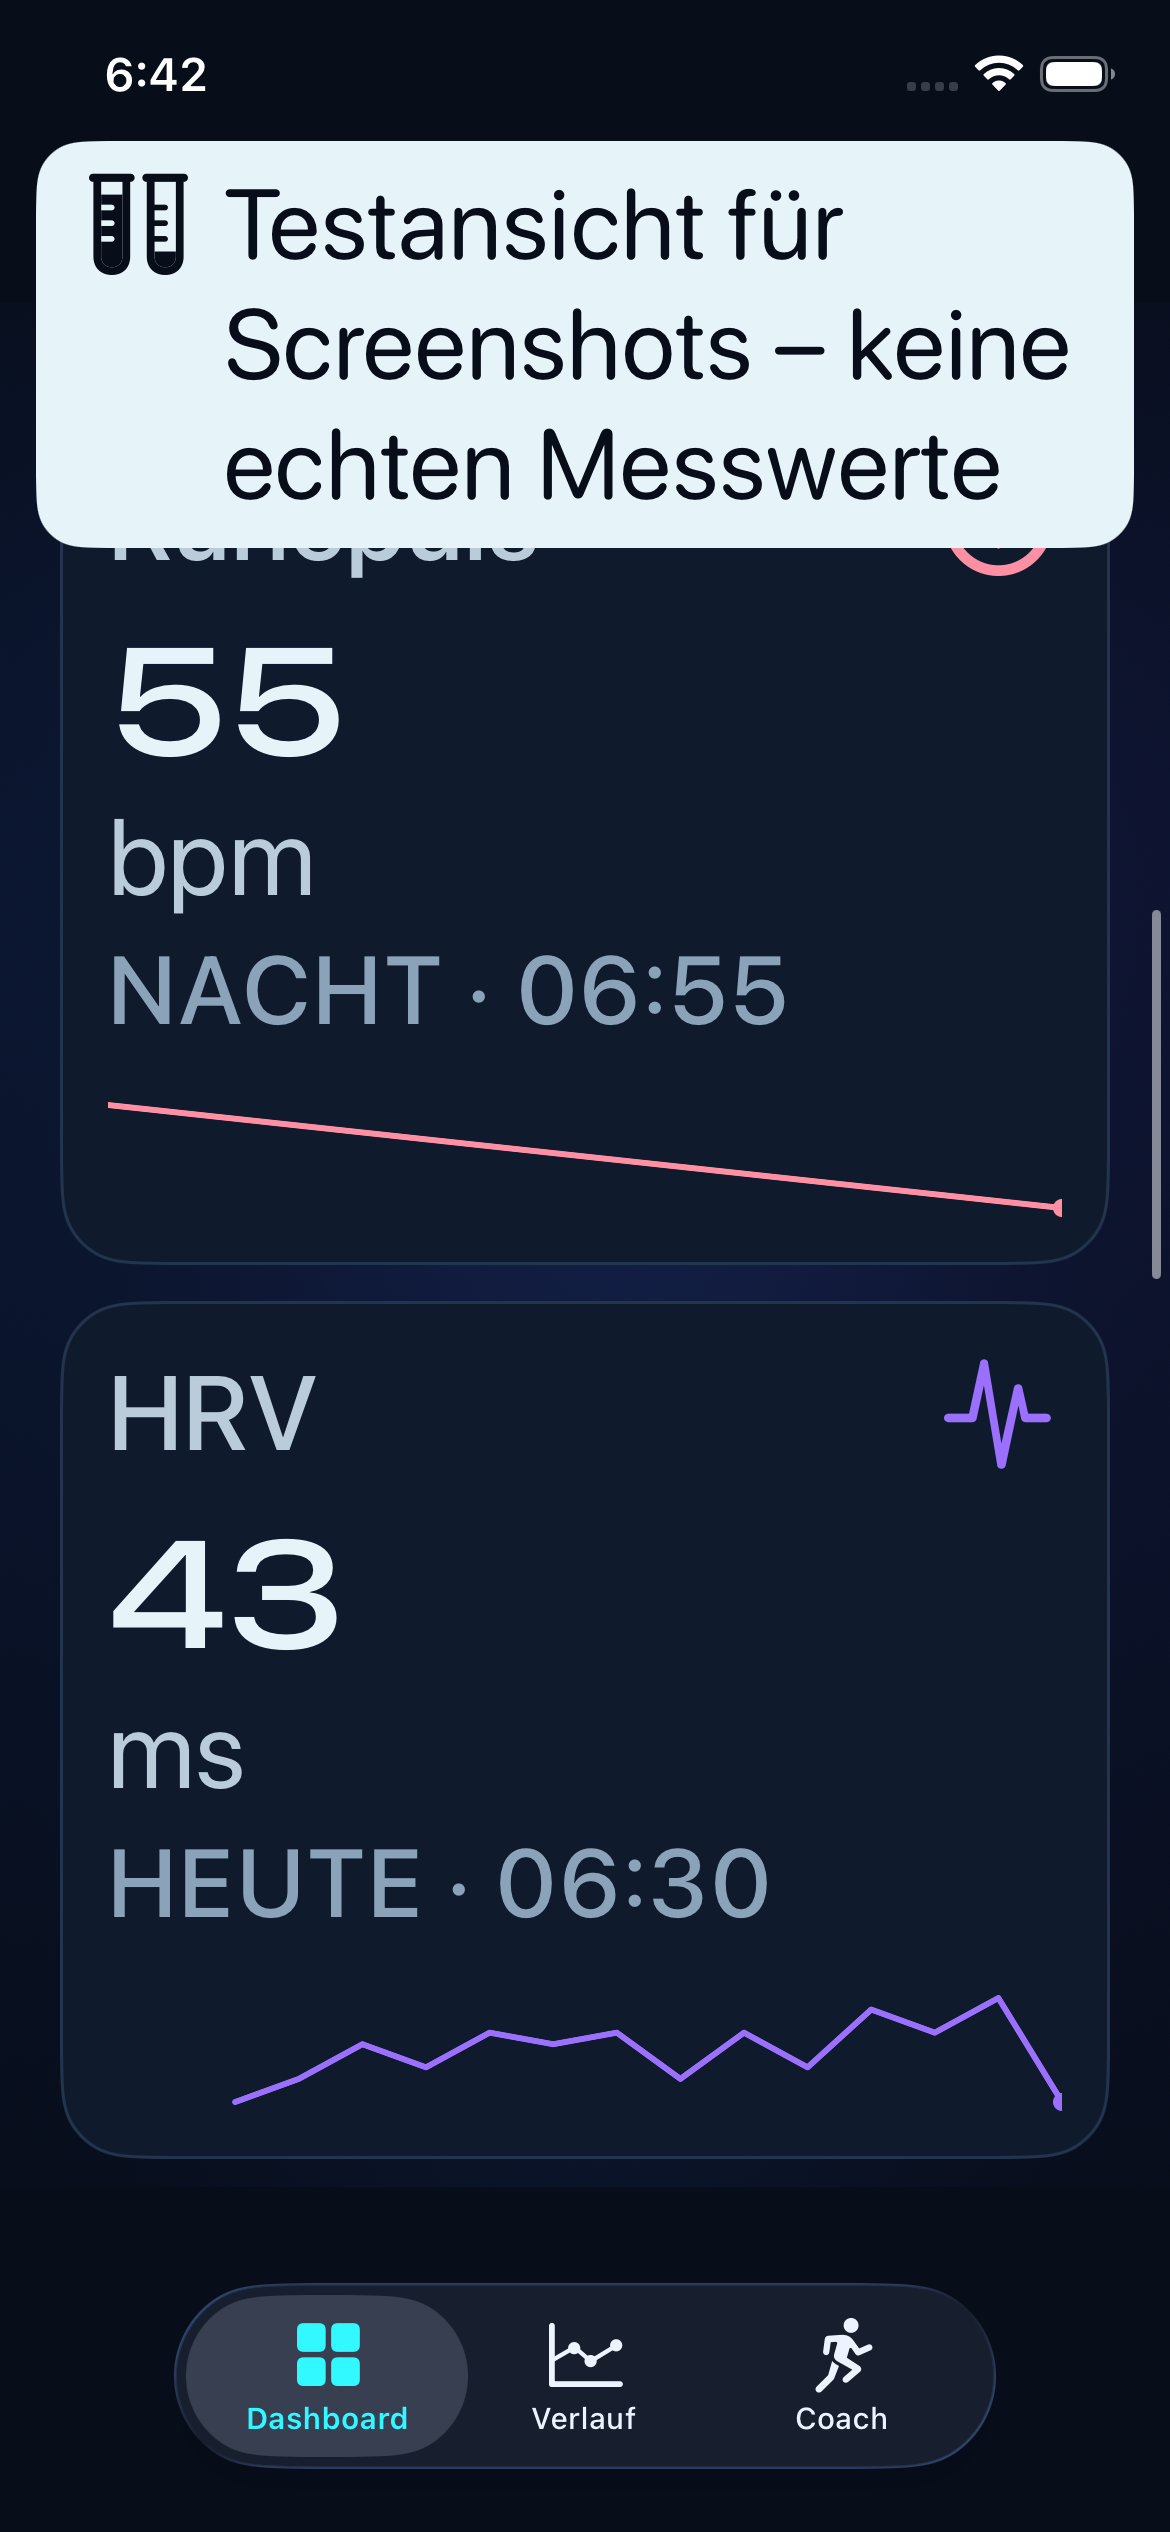 6:42
Testansicht für
Screenshots – keine
echten Messwerte
55
bpm
NACHT · 06:55
HRV
43
ms
HEUTE · 06:30
Dashboard
Verlauf
Coach